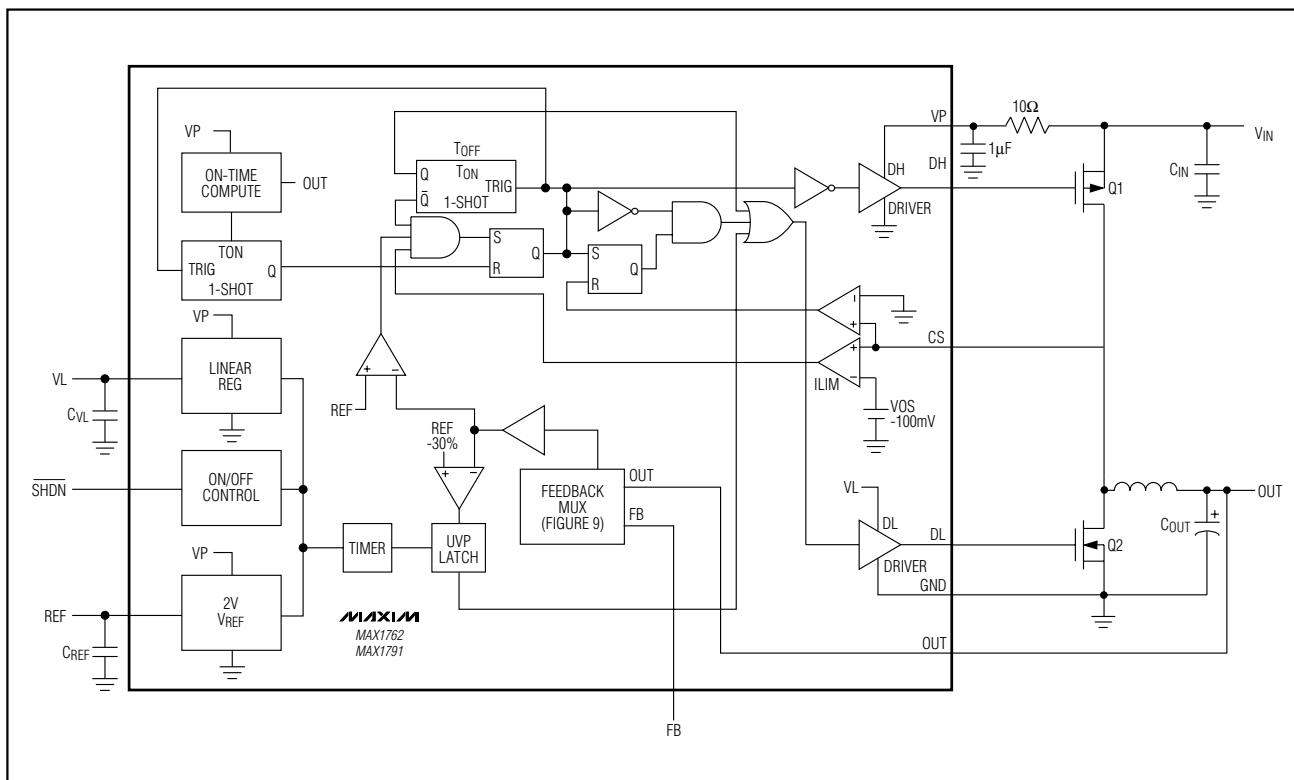 VP
ON-TIME
COMPUTE
OUT
TON
TRIG Q
1-SHOT
TOFF
Q TON
TRIG
Q̅ 1-SHOT
S
Q
R
S
Q
R
VP
DH
DH
DRIVER
10Ω
1µF
VIN
CIN
Q1
VP
LINEAR
REG
VL
CVL
+ −
REF
−
+
CS
+
−
ILIM
VOS
-100mV
REF
-30%
+ −
SHDN
ON/OFF
CONTROL
OUT
FEEDBACK
MUX
(FIGURE 9)
FB
TIMER
UVP
LATCH
VP
2V
VREF
REF
CREF
MAXIM
MAX1762
MAX1791
VL
DL
DL
DRIVER
GND
Q2
OUT
+
COUT
OUT
FB